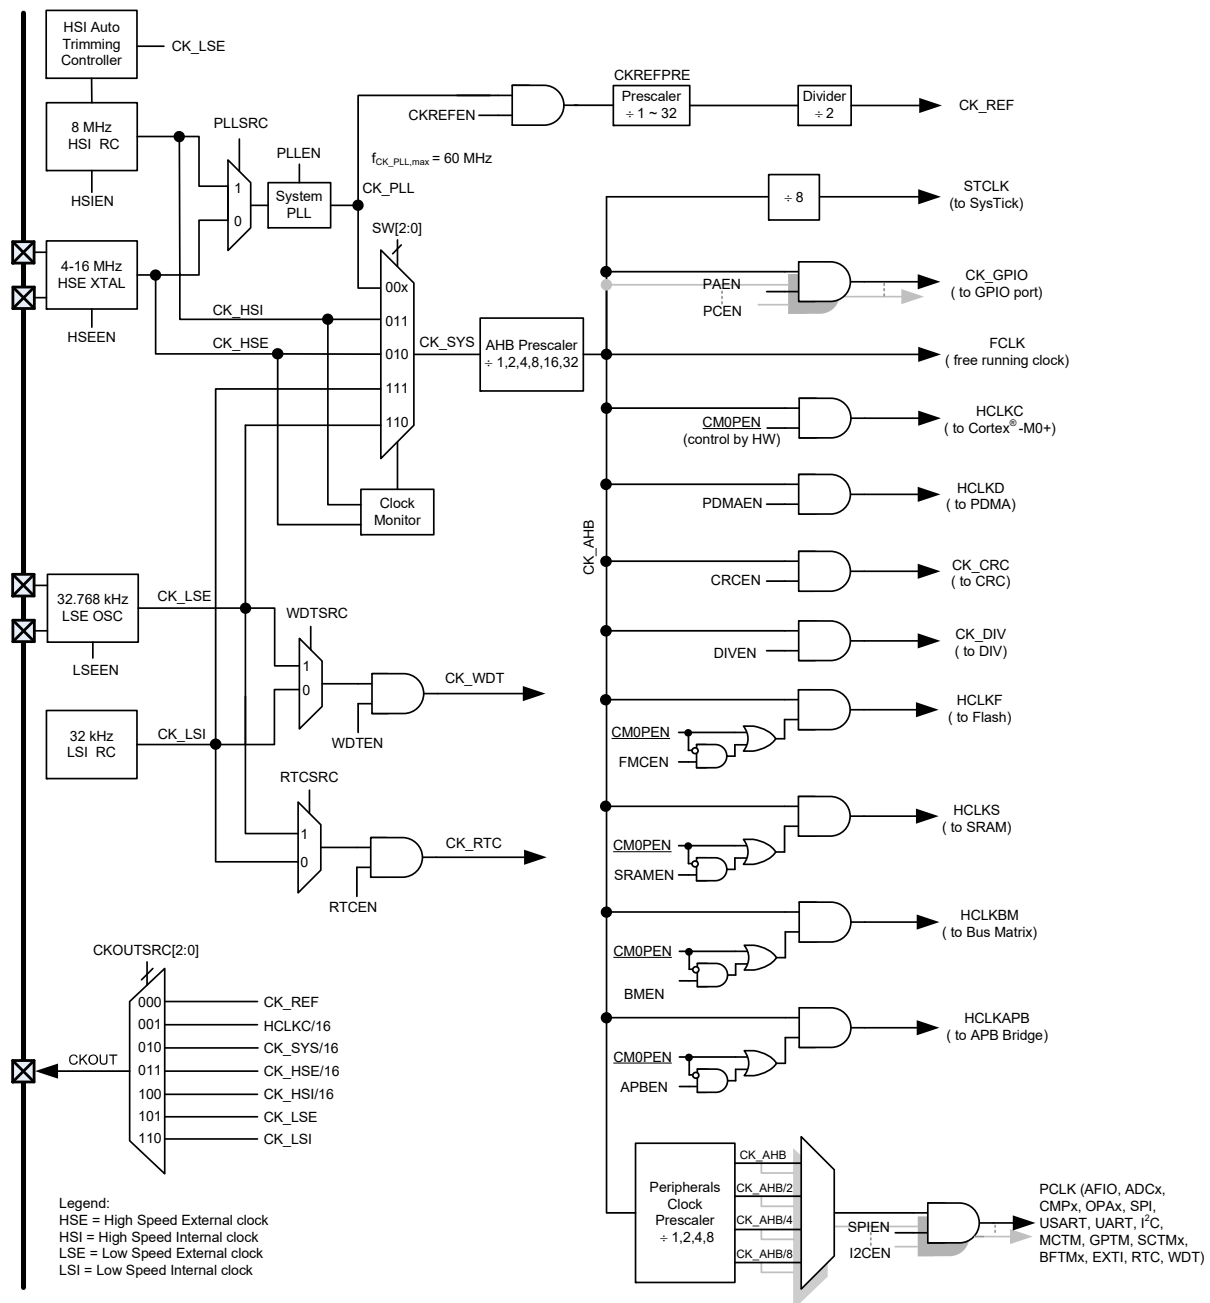 HSI Auto
Trimming
Controller
CK_LSE
8 MHz
HSI RC
HSIEN
PLLSRC
1
0
PLLEN
System
PLL
CK_PLL
fCK_PLL,max = 60 MHz
CKREFEN
CKREFPRE
Prescaler
÷ 1 ~ 32
Divider
÷ 2
CK_REF
÷ 8
STCLK
(to SysTick)
4-16 MHz
HSE XTAL
HSEEN
CK_HSI
CK_HSE
SW[2:0]
00x
011
010
111
110
CK_SYS
AHB Prescaler
÷ 1,2,4,8,16,32
Clock
Monitor
PAEN
PCEN
CK_GPIO
( to GPIO port)
FCLK
( free running clock)
CM0PEN
(control by HW)
HCLKC
( to Cortex®-M0+)
PDMAEN
HCLKD
( to PDMA)
CK_AHB
CRCEN
CK_CRC
( to CRC)
DIVEN
CK_DIV
( to DIV)
32.768 kHz
LSE OSC
LSEEN
CK_LSE
WDTSRC
1
0
WDTEN
CK_WDT
32 kHz
LSI RC
CK_LSI
RTCSRC
1
0
RTCEN
CK_RTC
CM0PEN
FMCEN
HCLKF
( to Flash)
CM0PEN
SRAMEN
HCLKS
( to SRAM)
CM0PEN
BMEN
HCLKBM
( to Bus Matrix)
CM0PEN
APBEN
HCLKAPB
( to APB Bridge)
CKOUTSRC[2:0]
000
CK_REF
001
HCLKC/16
010
CK_SYS/16
CKOUT
011
CK_HSE/16
100
CK_HSI/16
101
CK_LSE
110
CK_LSI
Peripherals
Clock
Prescaler
÷ 1,2,4,8
CK_AHB
CK_AHB/2
CK_AHB/4
CK_AHB/8
SPIEN
I2CEN
PCLK (AFIO, ADCx,
CMPx, OPAx, SPI,
USART, UART, I²C,
MCTM, GPTM, SCTMx,
BFTMx, EXTI, RTC, WDT)
Legend:
HSE = High Speed External clock
HSI = High Speed Internal clock
LSE = Low Speed External clock
LSI = Low Speed Internal clock